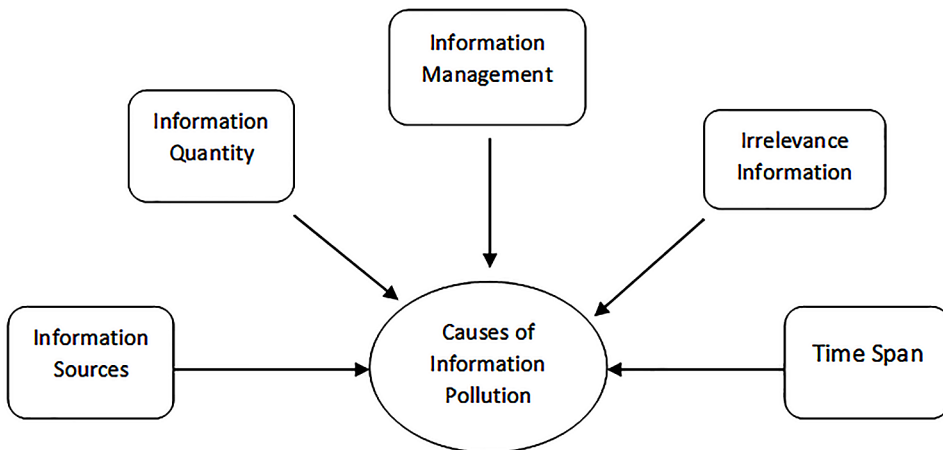 Information
Management
Information
Quantity
Irrelevance
Information
Information
Sources
Causes of
Information
Pollution
Time Span